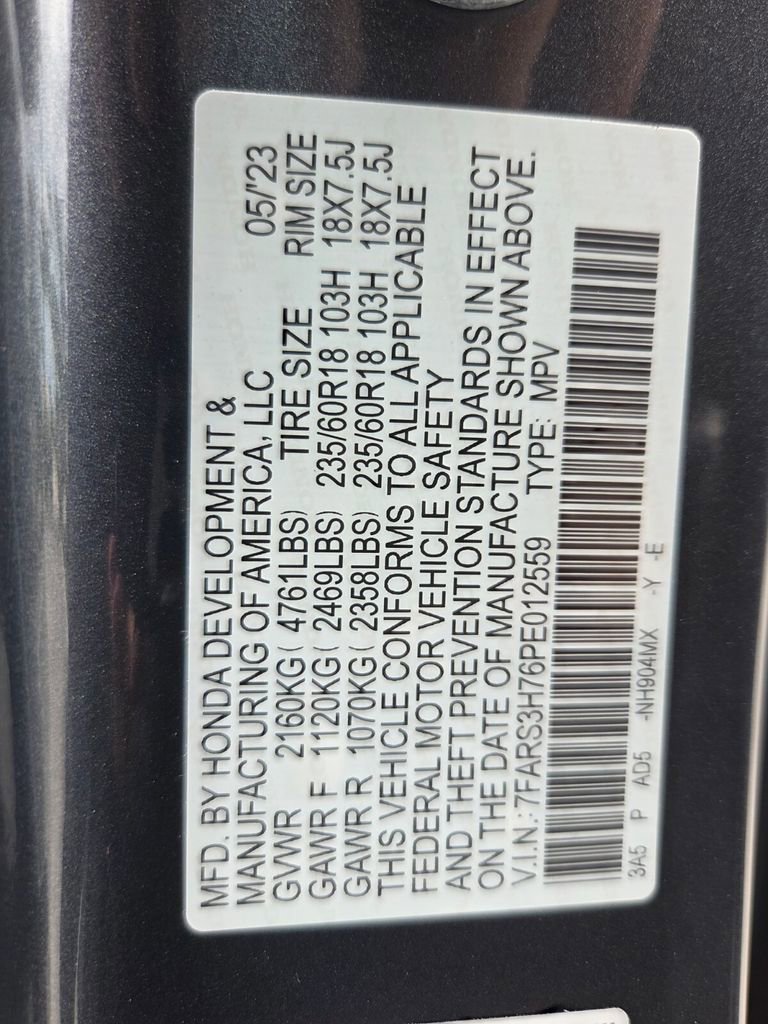 MFD. BY HONDA DEVELOPMENT &
MANUFACTURING OF AMERICA, LLC 05/'23
GVWR 2160KG( 4761LBS) TIRE SIZE RIM SIZE
GAWR F 1120KG( 2469LBS) 235/60R18 103H 18X7.5J
GAWR R 1070KG( 2358LBS) 235/60R18 103H 18X7.5J
THIS VEHICLE CONFORMS TO ALL APPLICABLE
FEDERAL MOTOR VEHICLE SAFETY
AND THEFT PREVENTION STANDARDS IN EFFECT
ON THE DATE OF MANUFACTURE SHOWN ABOVE.
V.I.N.:7FARS3H76PE012559 TYPE: MPV
3A5 P AD5 -NH904MX -Y -E